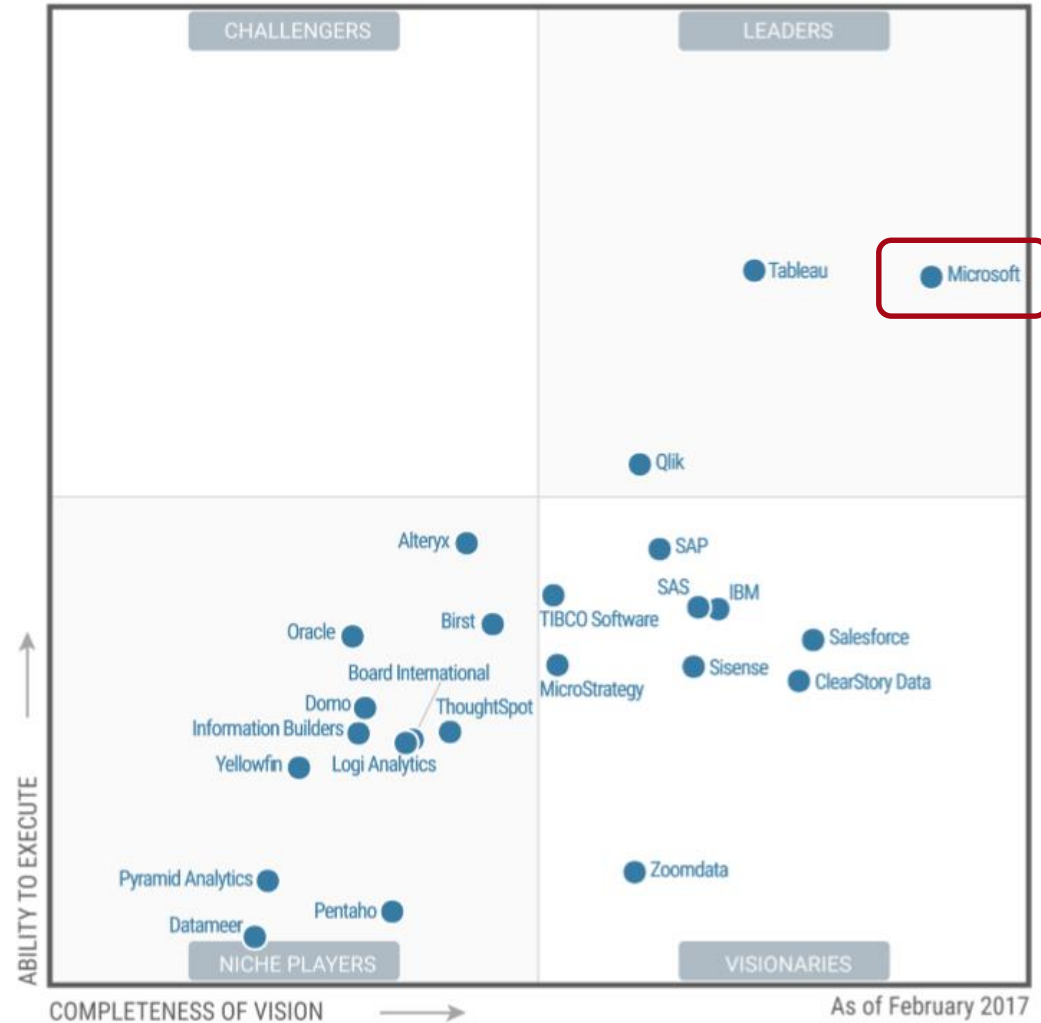 CHALLENGERS
LEADERS
Tableau
Microsoft
Qlik
Alteryx
SAP
SAS
IBM
TIBCO Software
Birst
Oracle
Salesforce
Board International
Sisense
ClearStory Data
MicroStrategy
Domo
ThoughtSpot
Information Builders
Yellowfin
Logi Analytics
Zoomdata
Pyramid Analytics
Pentaho
Datameer
NICHE PLAYERS
VISIONARIES
ABILITY TO EXECUTE
COMPLETENESS OF VISION
As of February 2017